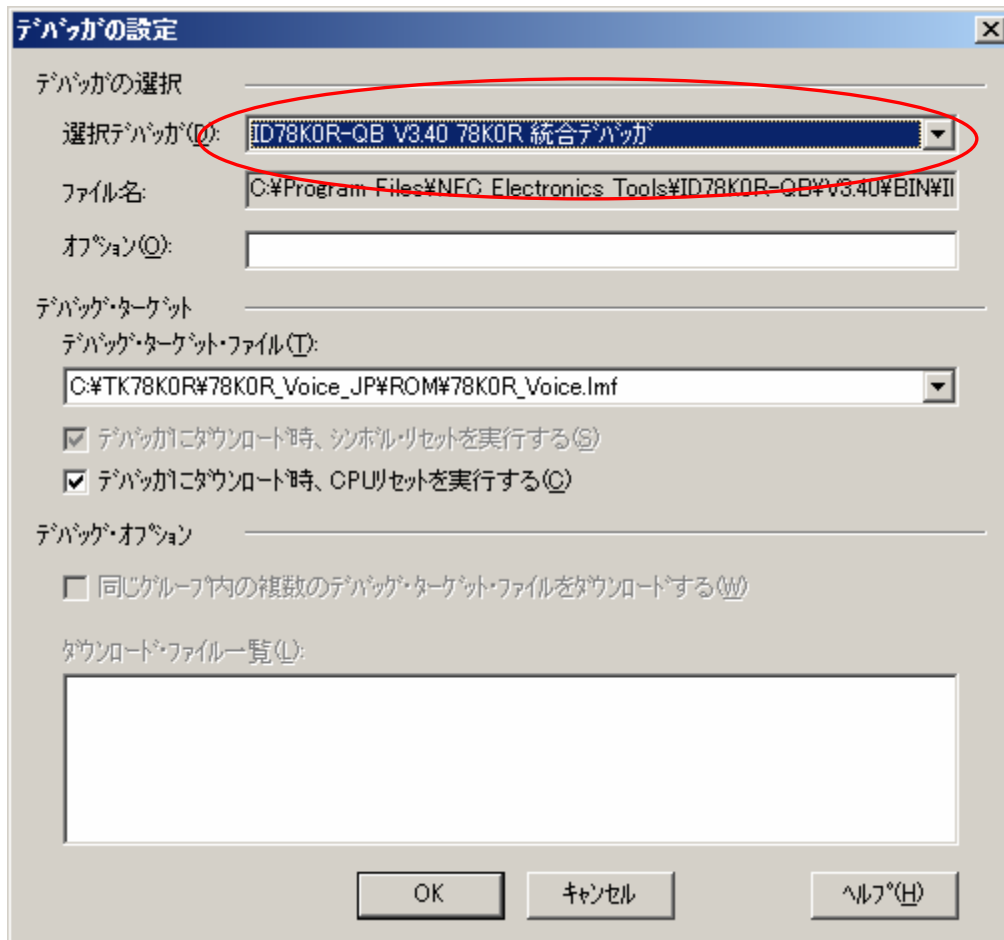 デバッガの設定
デバッガの選択
選択デバッガ(D):
ID78K0R-QB V3.40 78K0R 統合デバッガ
ファイル名:
C:¥Program Files¥NEC Electronics Tools¥ID78K0R-QB¥V3.40¥BIN¥II
オプション(O):
デバッグ・ターゲット
デバッグ・ターゲット・ファイル(T):
C:¥TK78K0R¥78K0R_Voice_JP¥ROM¥78K0R_Voice.lmf
デバッガにダウンロード時、シンボル・リセットを実行する(S)
デバッガにダウンロード時、CPUリセットを実行する(C)
デバッグ・オプション
同じグループ内の複数のデバッグ・ターゲット・ファイルをダウンロードする(W)
ダウンロード・ファイル一覧(L):
OK キャンセル ヘルプ(H)